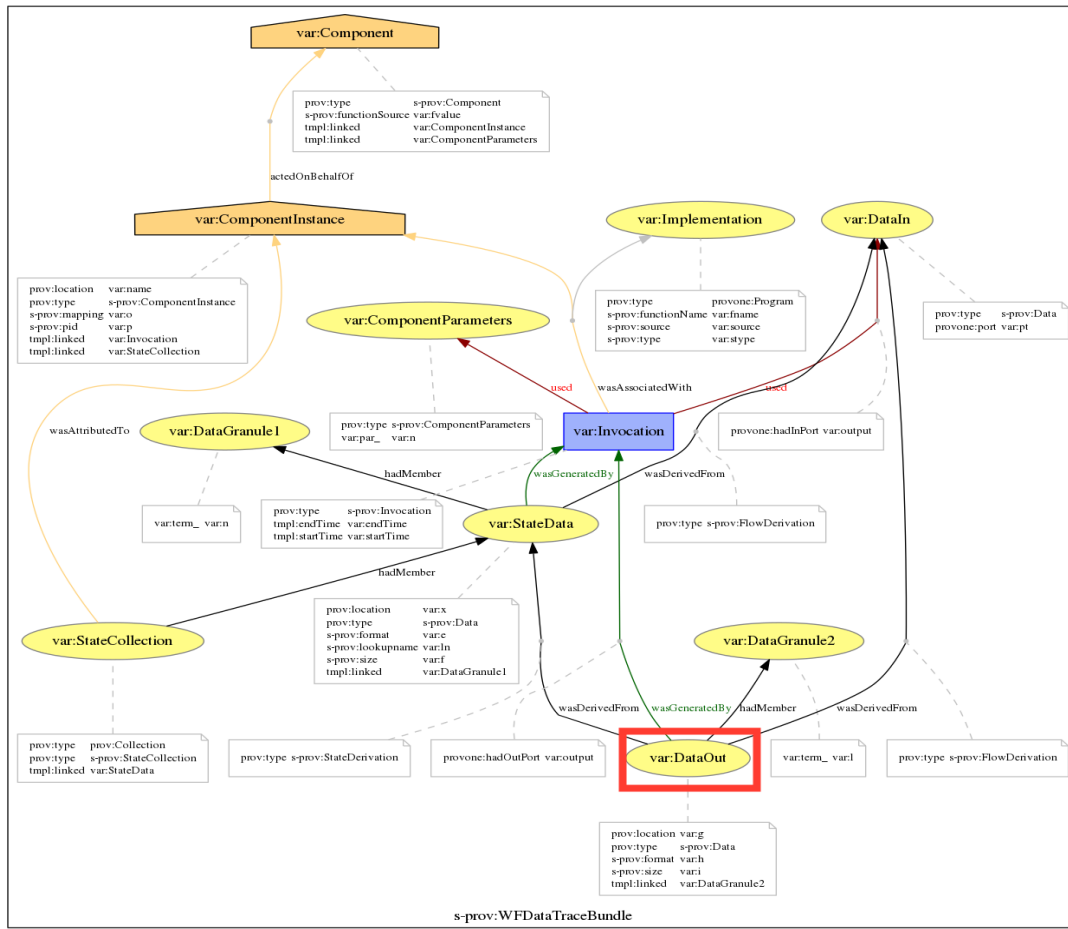 var:Component
prov:type s-prov:Component
s-prov:functionSource var:fvalue
tmpl:linked var:ComponentInstance
tmpl:linked var:ComponentParameters
actedOnBehalfOf
var:ComponentInstance
var:Implementation
var:DataIn
prov:location var:name
prov:type s-prov:ComponentInstance
s-prov:mapping var:o
s-prov:pid var:p
tmpl:linked var:Invocation
tmpl:linked var:StateCollection
prov:type provone:Program
s-prov:functionName var:fname
s-prov:source var:source
s-prov:type var:stype
prov:type s-prov:Data
provone:port var:pt
var:ComponentParameters
used
wasAssociatedWith
used
wasAttributedTo
var:DataGranule1
prov:type s-prov:ComponentParameters
var:par_ var:n
var:Invocation
provone:hadInPort var:output
hadMember
wasGeneratedBy
wasDerivedFrom
var:term_ var:n
prov:type s-prov:Invocation
tmpl:endTime var:endTime
tmpl:startTime var:startTime
var:StateData
prov:type s-prov:FlowDerivation
hadMember
var:StateCollection
prov:location var:x
prov:type s-prov:Data
s-prov:format var:e
s-prov:lookupname var:ln
s-prov:size var:f
tmpl:linked var:DataGranule1
var:DataGranule2
wasDerivedFrom
wasGeneratedBy
hadMember
wasDerivedFrom
prov:type prov:Collection
prov:type s-prov:StateCollection
tmpl:linked var:StateData
prov:type s-prov:StateDerivation
provone:hadOutPort var:output
var:DataOut
var:term_ var:l
prov:type s-prov:FlowDerivation
prov:location var:g
prov:type s-prov:Data
s-prov:format var:h
s-prov:size var:i
tmpl:linked var:DataGranule2
s-prov:WFDataTraceBundle